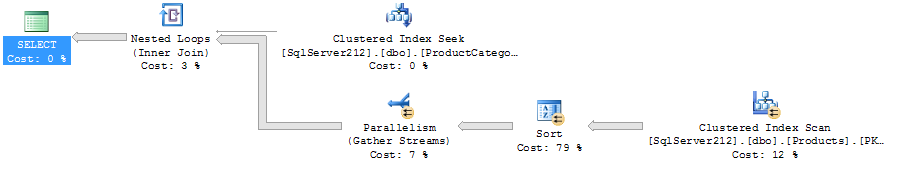 SELECT
Cost: 0 %
Nested Loops
(Inner Join)
Cost: 3 %
Clustered Index Seek
[SqlServer212].[dbo].[ProductCatego...
Cost: 0 %
Parallelism
(Gather Streams)
Cost: 7 %
Sort
Cost: 79 %
Clustered Index Scan
[SqlServer212].[dbo].[Products].[PK...
Cost: 12 %